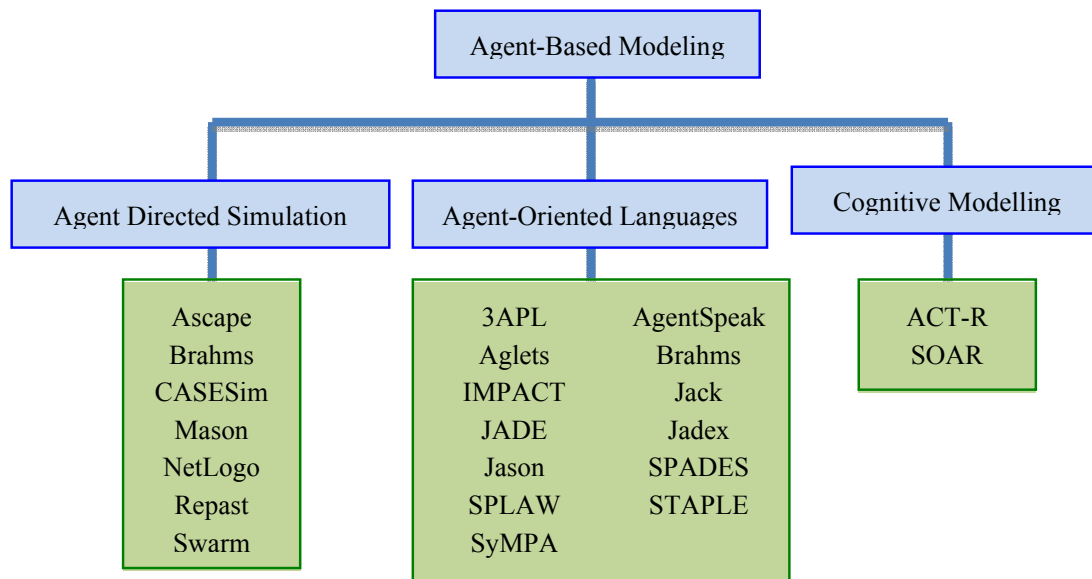 Agent-Based Modeling
Agent Directed Simulation
Agent-Oriented Languages
Cognitive Modelling
Ascape
Brahms
CASESim
Mason
NetLogo
Repast
Swarm
3APL AgentSpeak
Aglets Brahms
IMPACT Jack
JADE Jadex
Jason SPADES
SPLAW STAPLE
SyMPA
ACT-R
SOAR